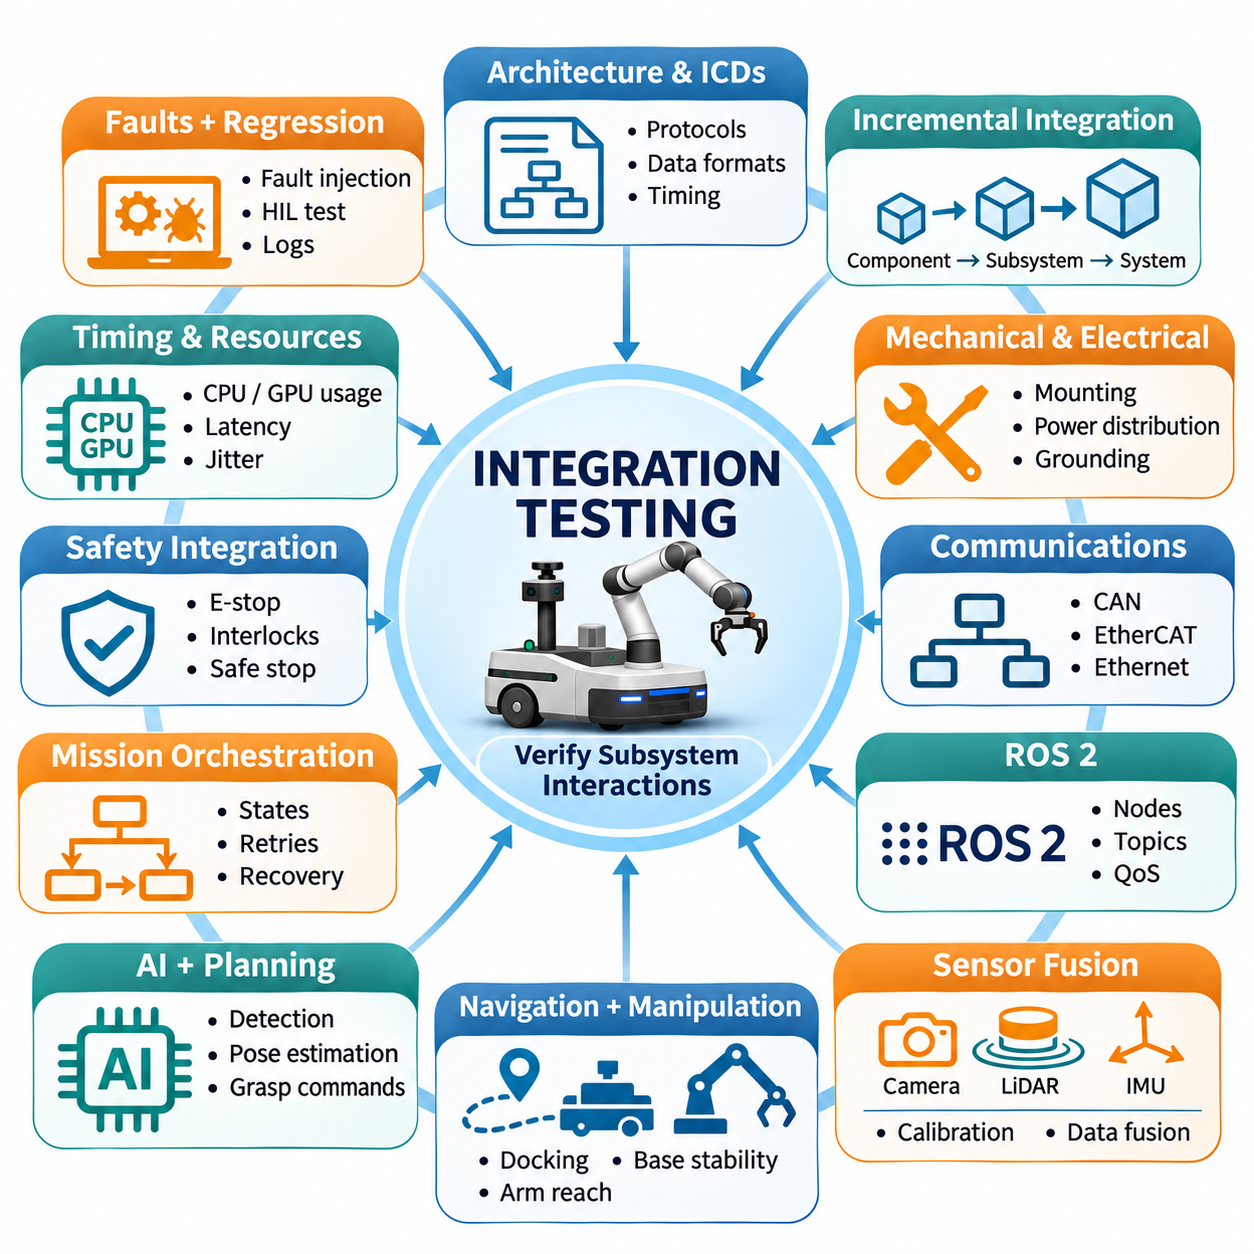 Architecture & ICDs
• Protocols
• Data formats
• Timing
Incremental Integration
Component → Subsystem → System
Mechanical & Electrical
• Mounting
• Power distribution
• Grounding
Communications
• CAN
• EtherCAT
• Ethernet
ROS 2
ROS 2
• Nodes
• Topics
• QoS
Sensor Fusion
Camera LiDAR IMU
• Calibration • Data fusion
Navigation + Manipulation
• Docking • Base stability
• Arm reach
AI + Planning
AI
• Detection
• Pose estimation
• Grasp commands
Mission Orchestration
• States
• Retries
• Recovery
Safety Integration
• E-stop
• Interlocks
• Safe stop
Timing & Resources
CPU
GPU
• CPU / GPU usage
• Latency
• Jitter
Faults + Regression
• Fault injection
• HIL test
• Logs
INTEGRATION
TESTING
Verify Subsystem
Interactions